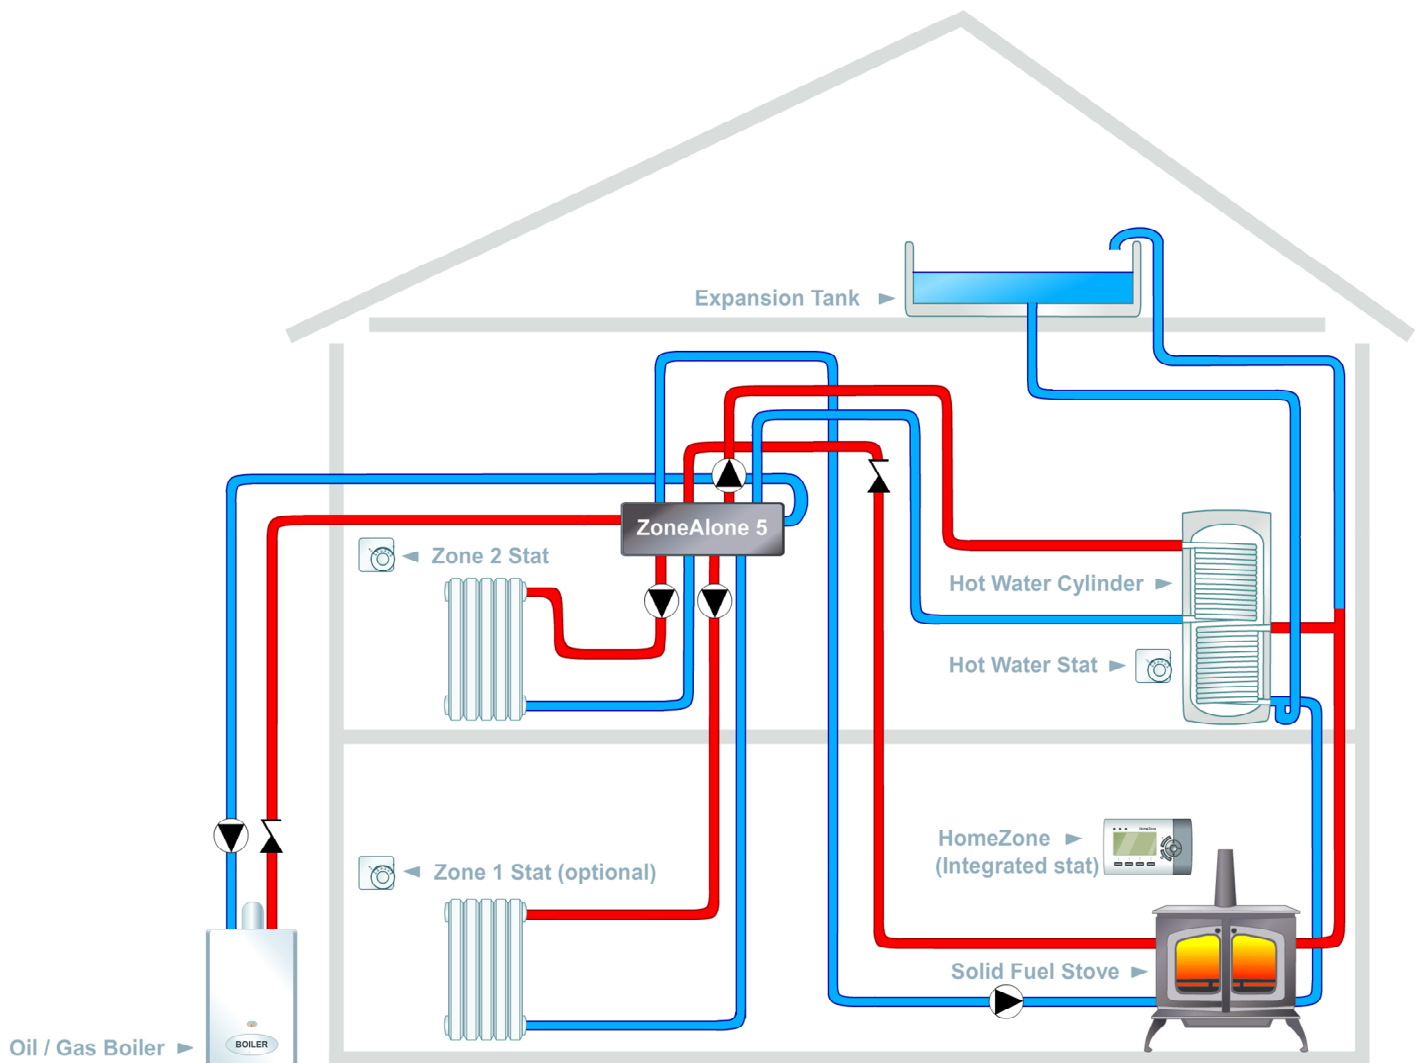 Expansion Tank
ZoneAlone 5
Zone 2 Stat
Hot Water Cylinder
Hot Water Stat
HomeZone
(Integrated stat)
Zone 1 Stat (optional)
Solid Fuel Stove
Oil / Gas Boiler
BOILER